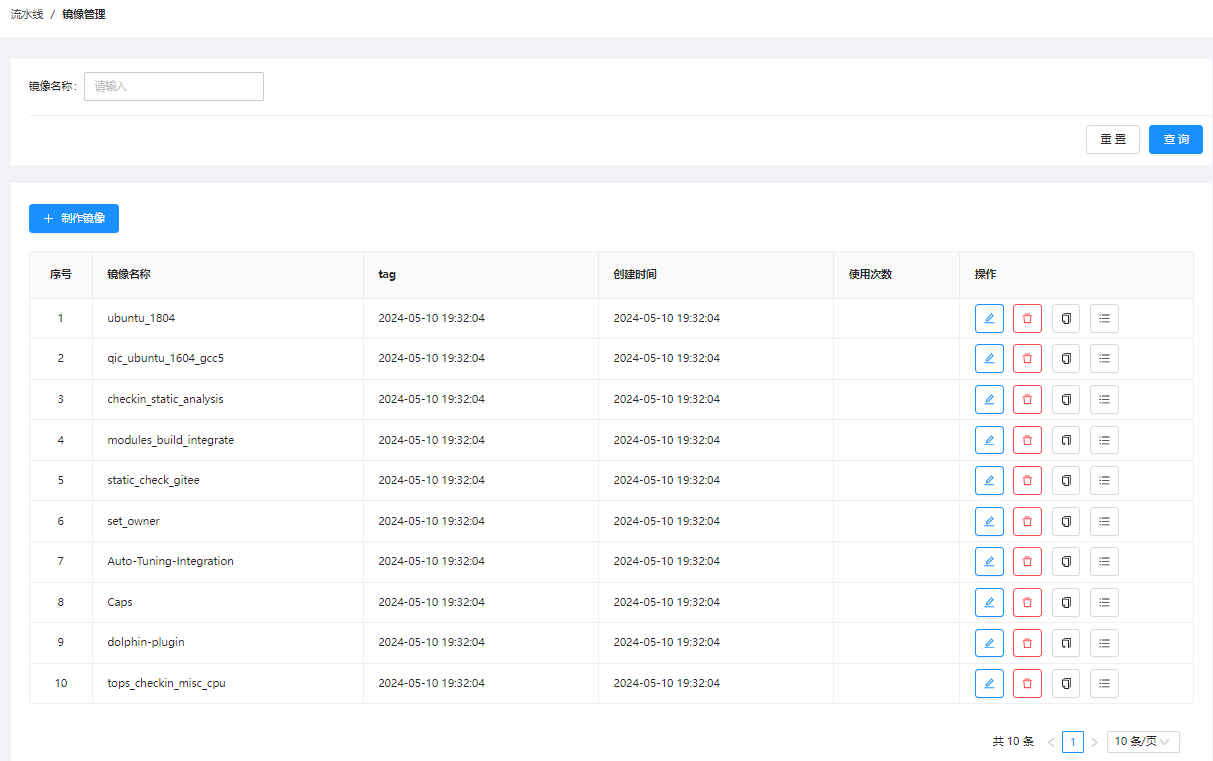 流水线 / 镜像管理
镜像名称: 请输入
重 置 查 询
+ 制作镜像
序号 镜像名称 tag 创建时间 使用次数 操作
1 ubuntu_1804 2024-05-10 19:32:04 2024-05-10 19:32:04
2 qic_ubuntu_1604_gcc5 2024-05-10 19:32:04 2024-05-10 19:32:04
3 checkin_static_analysis 2024-05-10 19:32:04 2024-05-10 19:32:04
4 modules_build_integrate 2024-05-10 19:32:04 2024-05-10 19:32:04
5 static_check_gitee 2024-05-10 19:32:04 2024-05-10 19:32:04
6 set_owner 2024-05-10 19:32:04 2024-05-10 19:32:04
7 Auto-Tuning-Integration 2024-05-10 19:32:04 2024-05-10 19:32:04
8 Caps 2024-05-10 19:32:04 2024-05-10 19:32:04
9 dolphin-plugin 2024-05-10 19:32:04 2024-05-10 19:32:04
10 tops_checkin_misc_cpu 2024-05-10 19:32:04 2024-05-10 19:32:04
共 10 条 < 1 > 10 条/页